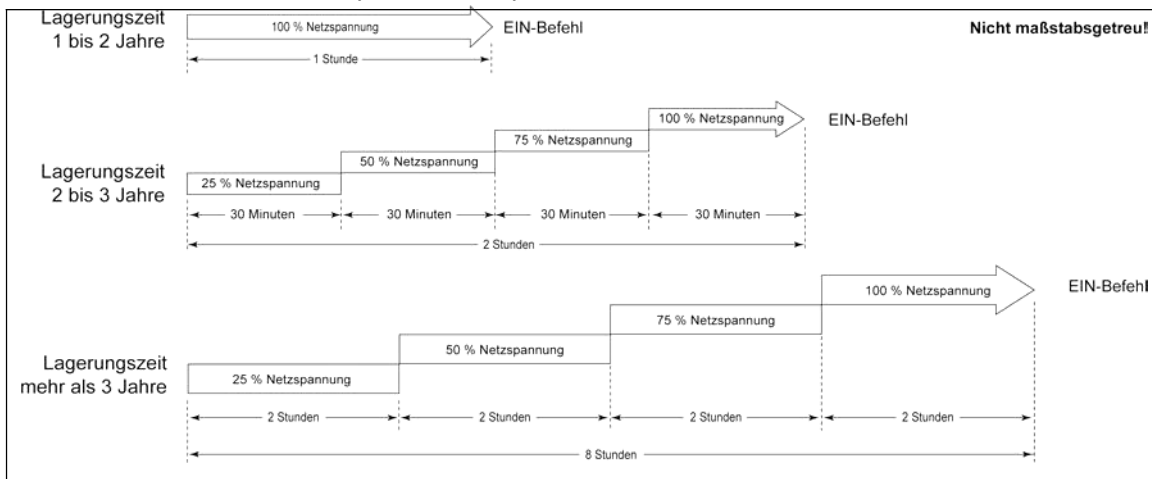 Lagerungszeit
1 bis 2 Jahre
100 % Netzspannung
EIN-Befehl
Nicht maßstabsgetreu!
1 Stunde
Lagerungszeit
2 bis 3 Jahre
25 % Netzspannung
50 % Netzspannung
75 % Netzspannung
100 % Netzspannung
EIN-Befehl
30 Minuten
30 Minuten
30 Minuten
30 Minuten
2 Stunden
Lagerungszeit
mehr als 3 Jahre
25 % Netzspannung
50 % Netzspannung
75 % Netzspannung
100 % Netzspannung
EIN-Befehl
2 Stunden
2 Stunden
2 Stunden
2 Stunden
8 Stunden